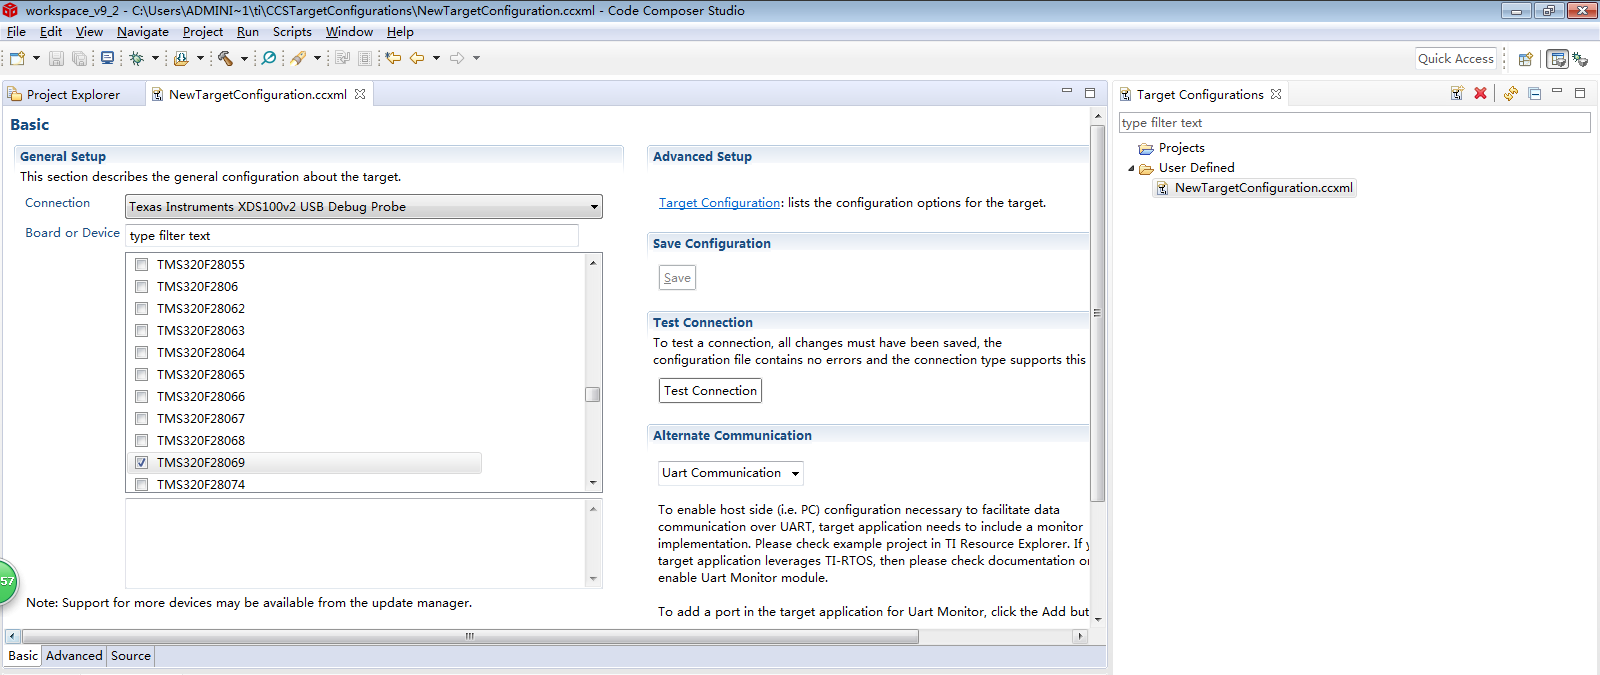 workspace_v9_2 - C:\Users\ADMINI~1\ti\CCSTargetConfigurations\NewTargetConfiguration.ccxml - Code Composer Studio
File Edit View Navigate Project Run Scripts Window Help
Quick Access
Project Explorer
NewTargetConfiguration.ccxml
Basic
General Setup
This section describes the general configuration about the target.
Connection
Texas Instruments XDS100v2 USB Debug Probe
Board or Device
type filter text
TMS320F28055
TMS320F2806
TMS320F28062
TMS320F28063
TMS320F28064
TMS320F28065
TMS320F28066
TMS320F28067
TMS320F28068
TMS320F28069
TMS320F28074
57
Note: Support for more devices may be available from the update manager.
Advanced Setup
Target Configuration: lists the configuration options for the target.
Save Configuration
Save
Test Connection
To test a connection, all changes must have been saved, the
configuration file contains no errors and the connection type supports this
Test Connection
Alternate Communication
Uart Communication
To enable host side (i.e. PC) configuration necessary to facilitate data
communication over UART, target application needs to include a monitor
implementation. Please check example project in TI Resource Explorer. If
target application leverages TI-RTOS, then please check documentation
enable Uart Monitor module.
To add a port in the target application for Uart Monitor, click the Add
Basic Advanced Source
Target Configurations
type filter text
Projects
User Defined
NewTargetConfiguration.ccxml